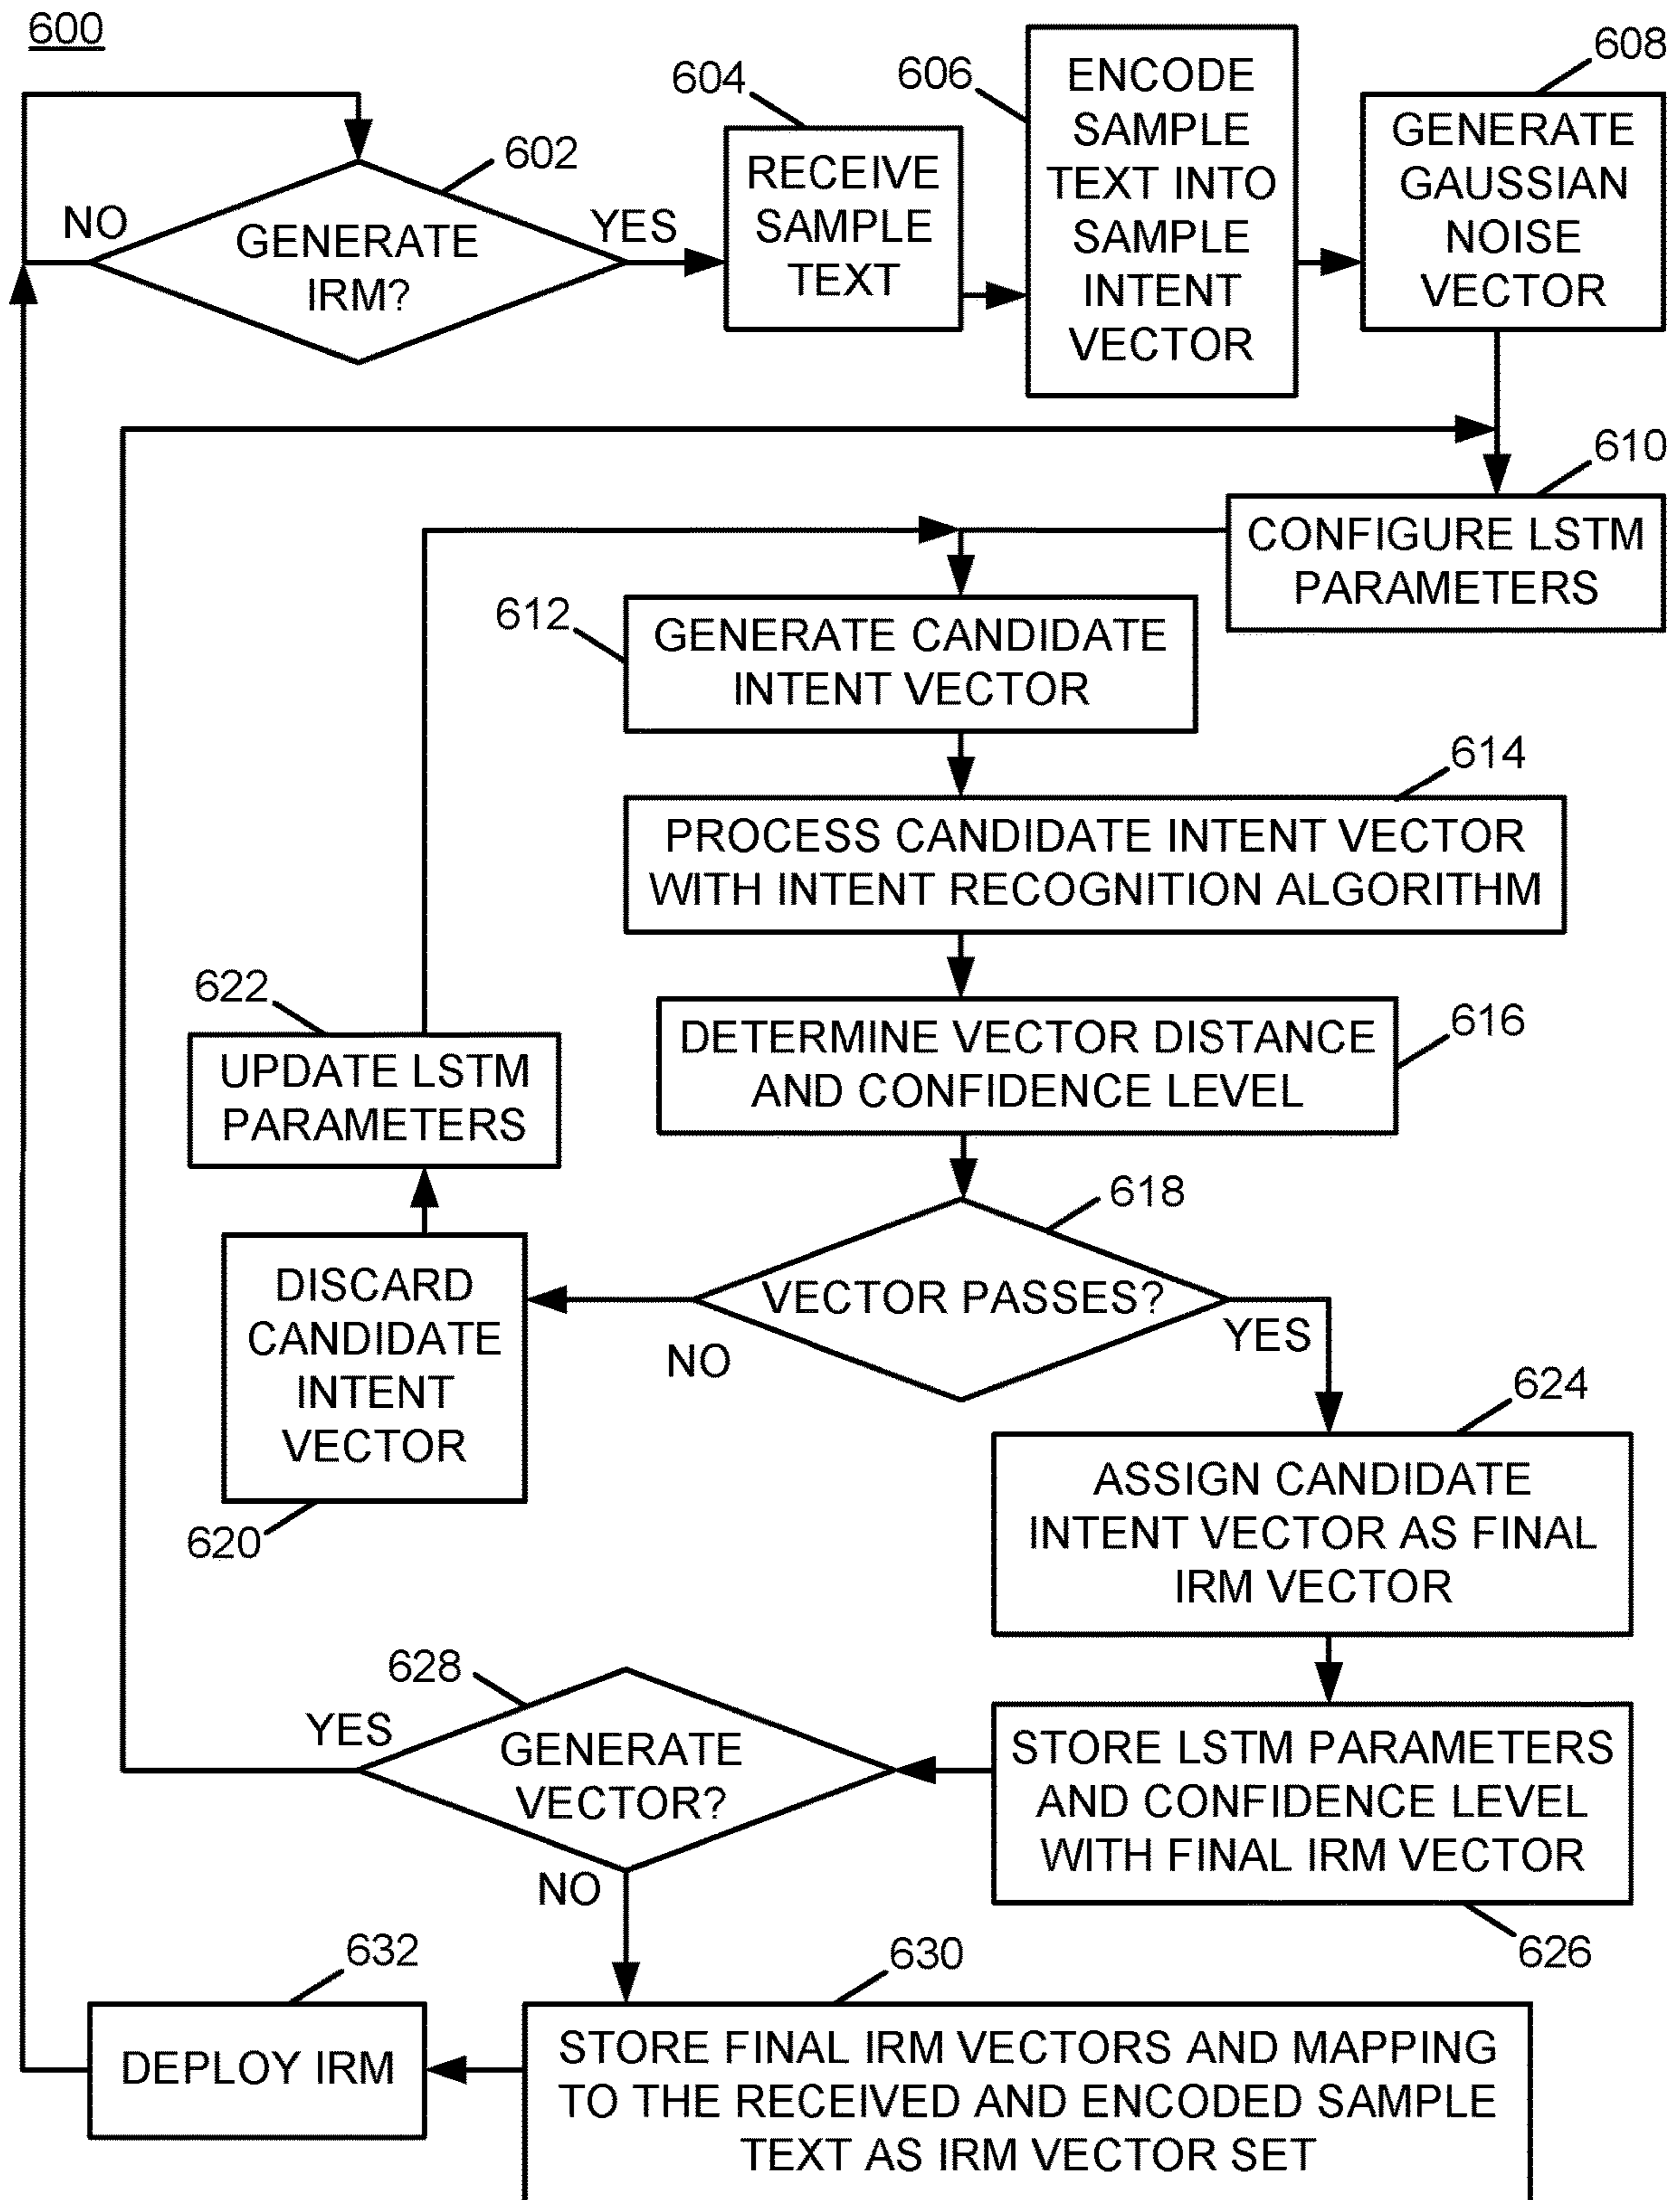 600
602
GENERATE
IRM?
NO
YES
604
RECEIVE
SAMPLE
TEXT
606
ENCODE
SAMPLE
TEXT INTO
SAMPLE
INTENT
VECTOR
608
GENERATE
GAUSSIAN
NOISE
VECTOR
610
CONFIGURE LSTM
PARAMETERS
612
GENERATE CANDIDATE
INTENT VECTOR
614
PROCESS CANDIDATE INTENT VECTOR
WITH INTENT RECOGNITION ALGORITHM
616
DETERMINE VECTOR DISTANCE
AND CONFIDENCE LEVEL
618
VECTOR PASSES?
NO
YES
620
DISCARD
CANDIDATE
INTENT
VECTOR
622
UPDATE LSTM
PARAMETERS
624
ASSIGN CANDIDATE
INTENT VECTOR AS FINAL
IRM VECTOR
626
STORE LSTM PARAMETERS
AND CONFIDENCE LEVEL
WITH FINAL IRM VECTOR
628
GENERATE
VECTOR?
YES
NO
630
STORE FINAL IRM VECTORS AND MAPPING
TO THE RECEIVED AND ENCODED SAMPLE
TEXT AS IRM VECTOR SET
632
DEPLOY IRM